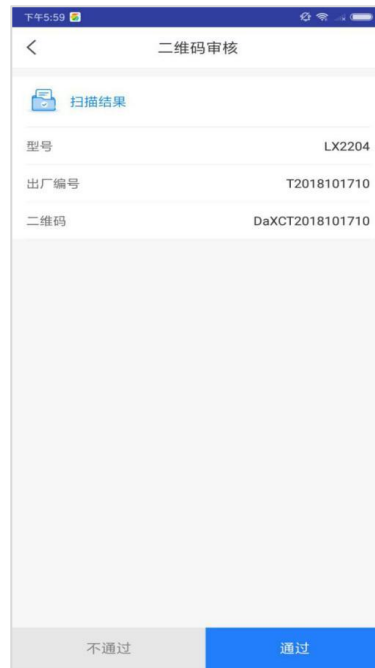 下午5:59
二维码审核
扫描结果
型号 LX2204
出厂编号 T2018101710
二维码 DaXCT2018101710
不通过 通过